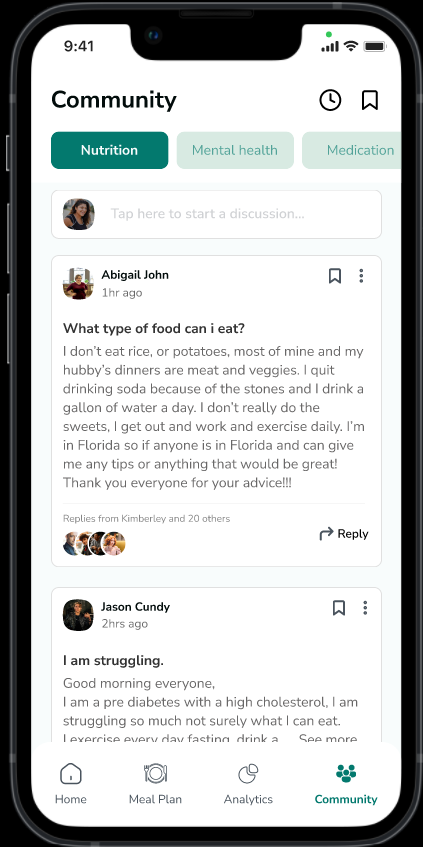 9:41
Community
Nutrition
Mental health
Medication
Tap here to start a discussion...
Abigail John
1hr ago
What type of food can i eat?
I don't eat rice, or potatoes, most of mine and my
hubby's dinners are meat and veggies. I quit
drinking soda because of the stones and I drink a
gallon of water a day. I don't really do the
sweets, I get out and work and exercise daily. I'm
in Florida so if anyone is in Florida and can give
me any tips or anything that would be great!
Thank you everyone for your advice!!!
Replies from Kimberley and 20 others
Reply
Jason Cundy
2hrs ago
I am struggling.
Good morning everyone,
I am a pre diabetes with a high cholesterol, I am
struggling so much not surely what I can eat.
I exercise every day fasting, drink a ... See more
Home
Meal Plan
Analytics
Community